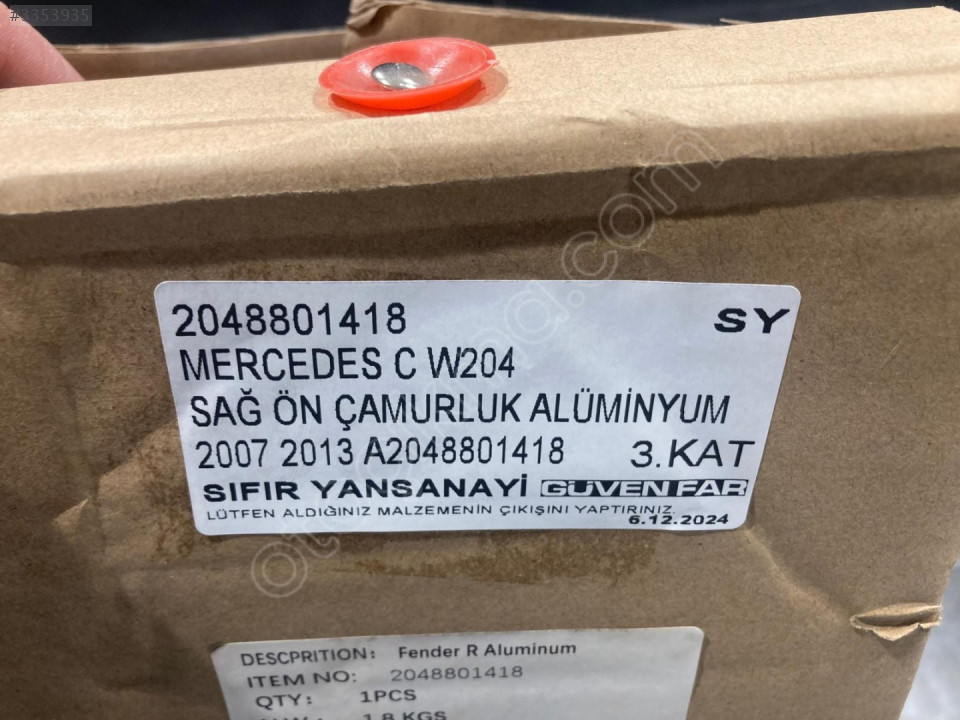 #3353935
2048801418 SY
MERCEDES C W204
SAĞ ÖN ÇAMURLUK ALÜMİNYUM
2007 2013 A2048801418 3.KAT
SIFIR YANSANAYİ GÜVEN FAR
LÜTFEN ALDIĞINIZ MALZEMENİN ÇIKIŞINI YAPTIRINIZ.
6.12.2024
DESCPRITION: Fender R Aluminum
ITEM NO: 2048801418
QTY: 1PCS
1.8 KGS